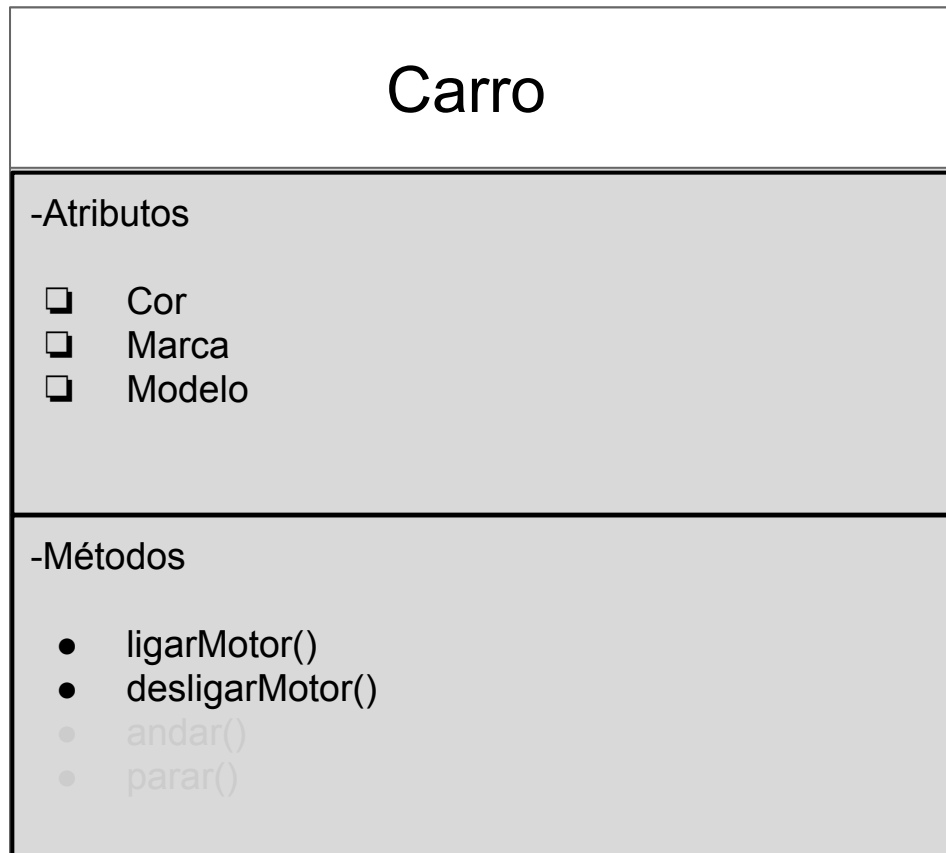 Carro
-Atributos
❏ Cor
❏ Marca
❏ Modelo
-Métodos
● ligarMotor()
● desligarMotor()
● andar()
● parar()